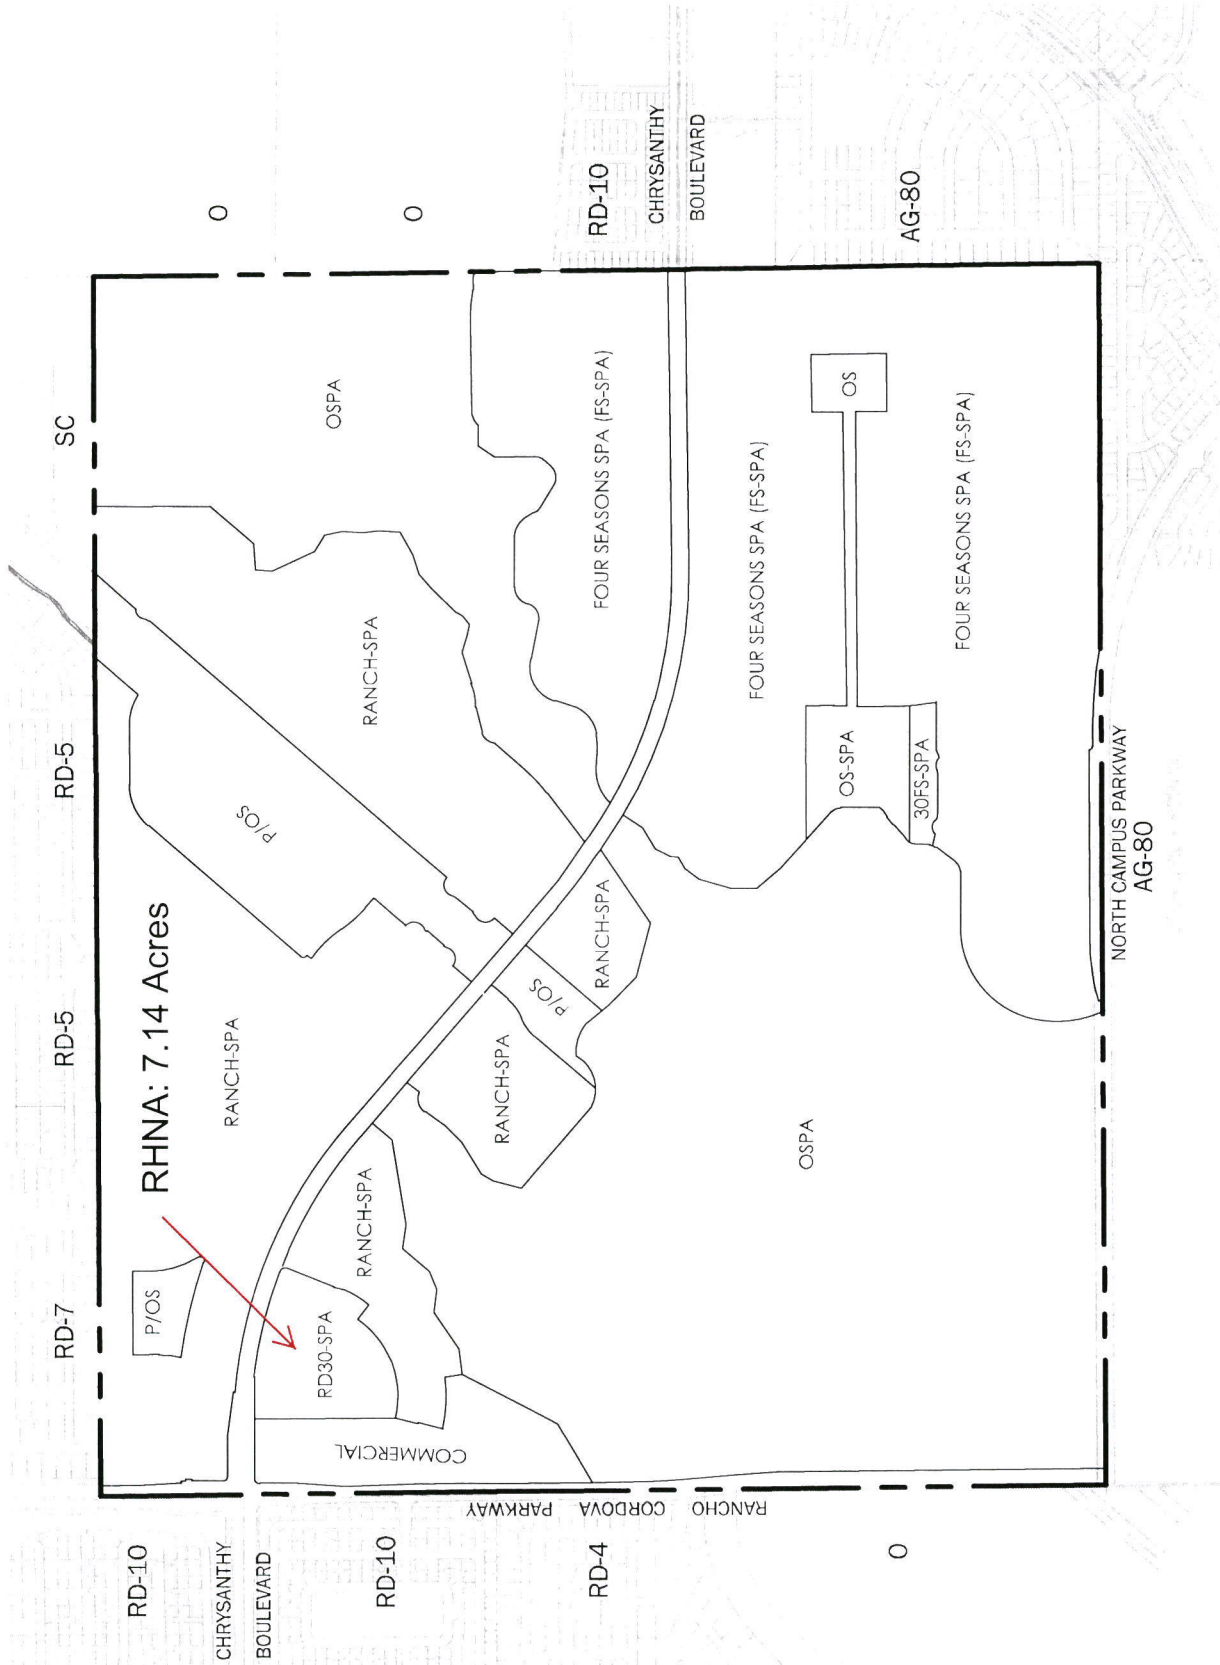 SC
RD-5
RD-5
RD-7
O
O
RD-10
CHRYSANTHY
BOULEVARD
AG-80
OSPA
FOUR SEASONS SPA (FS-SPA)
FOUR SEASONS SPA (FS-SPA)
OS
FOUR SEASONS SPA (FS-SPA)
RANCH-SPA
P/OS
OS-SPA
30FS-SPA
RHNA: 7.14 Acres
RANCH-SPA
RANCH-SPA
P/OS
RANCH-SPA
P/OS
RANCH-SPA
RD30-SPA
COMMERCIAL
OSPA
NORTH CAMPUS PARKWAY
AG-80
RANCHO CORDOVA PARKWAY
RD-10
CHRYSANTHY
BOULEVARD
RD-10
RD-4
O